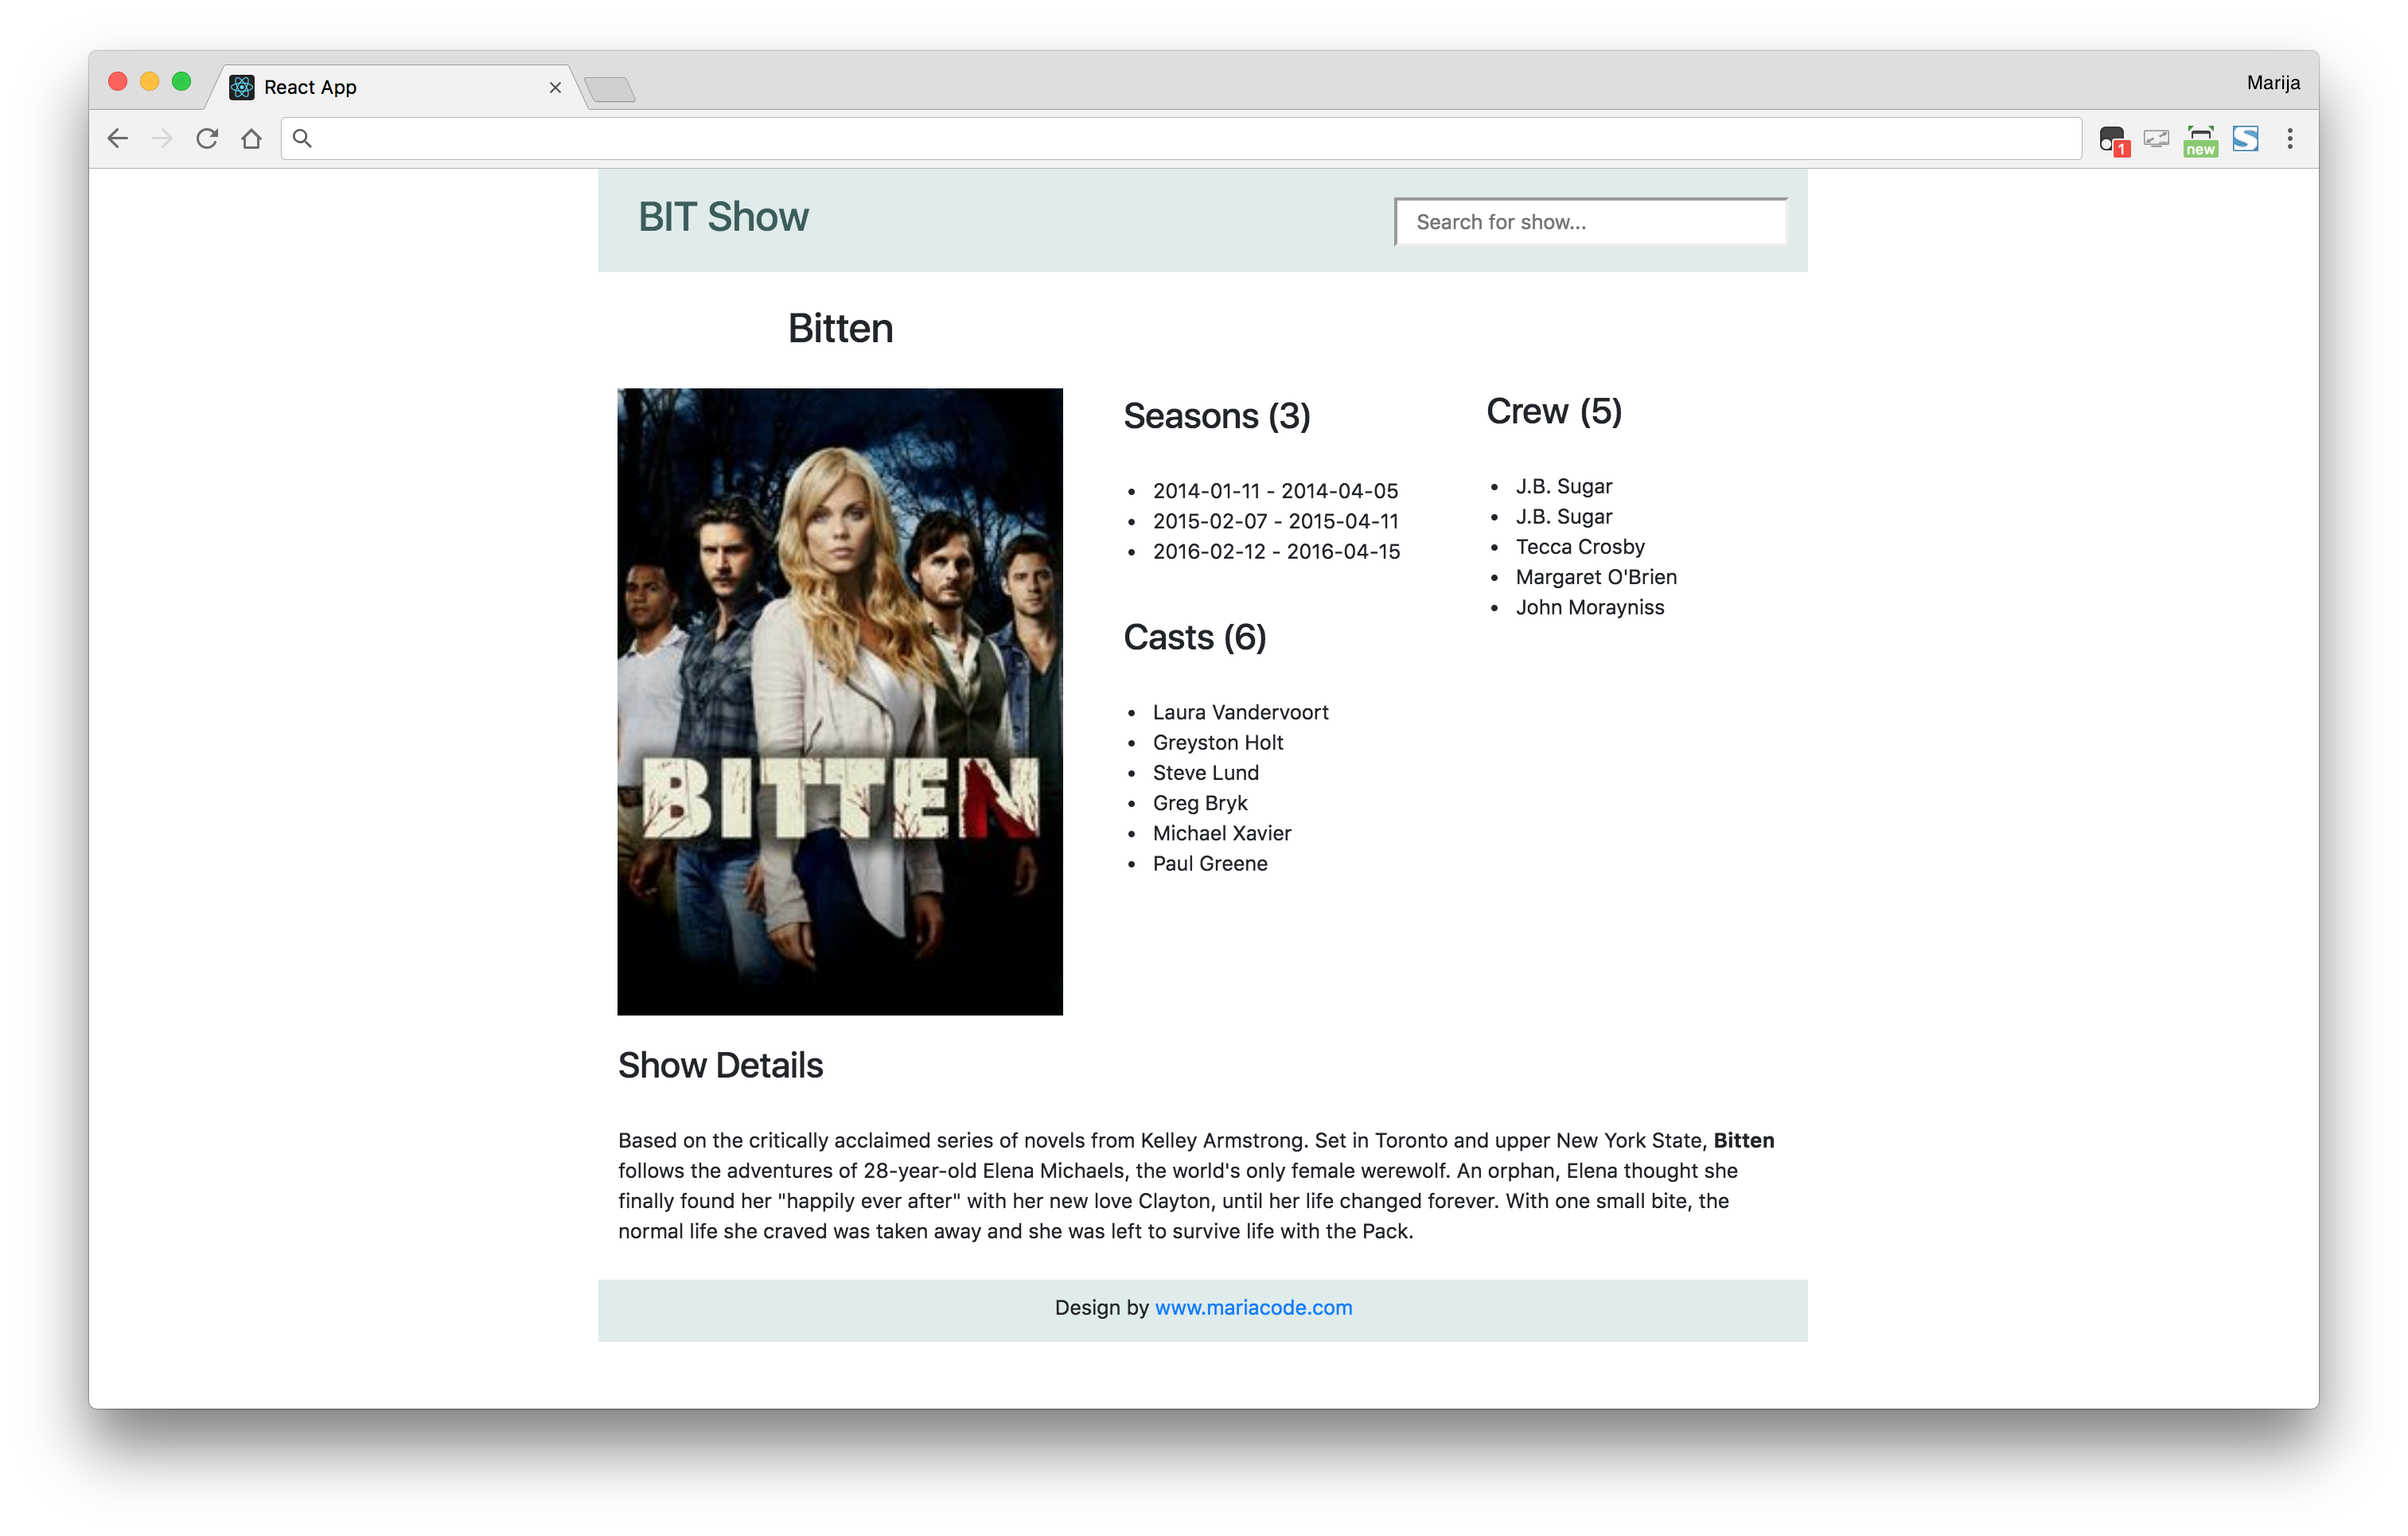 React App
Marija
1
new
BIT Show
Search for show...
Bitten
BITTEN
Seasons (3)
• 2014-01-11 - 2014-04-05
• 2015-02-07 - 2015-04-11
• 2016-02-12 - 2016-04-15
Casts (6)
• Laura Vandervoort
• Greyston Holt
• Steve Lund
• Greg Bryk
• Michael Xavier
• Paul Greene
Crew (5)
• J.B. Sugar
• J.B. Sugar
• Tecca Crosby
• Margaret O'Brien
• John Morayniss
Show Details
Based on the critically acclaimed series of novels from Kelley Armstrong. Set in Toronto and upper New York State, Bitten
follows the adventures of 28-year-old Elena Michaels, the world's only female werewolf. An orphan, Elena thought she
finally found her "happily ever after" with her new love Clayton, until her life changed forever. With one small bite, the
normal life she craved was taken away and she was left to survive life with the Pack.
Design by www.mariacode.com